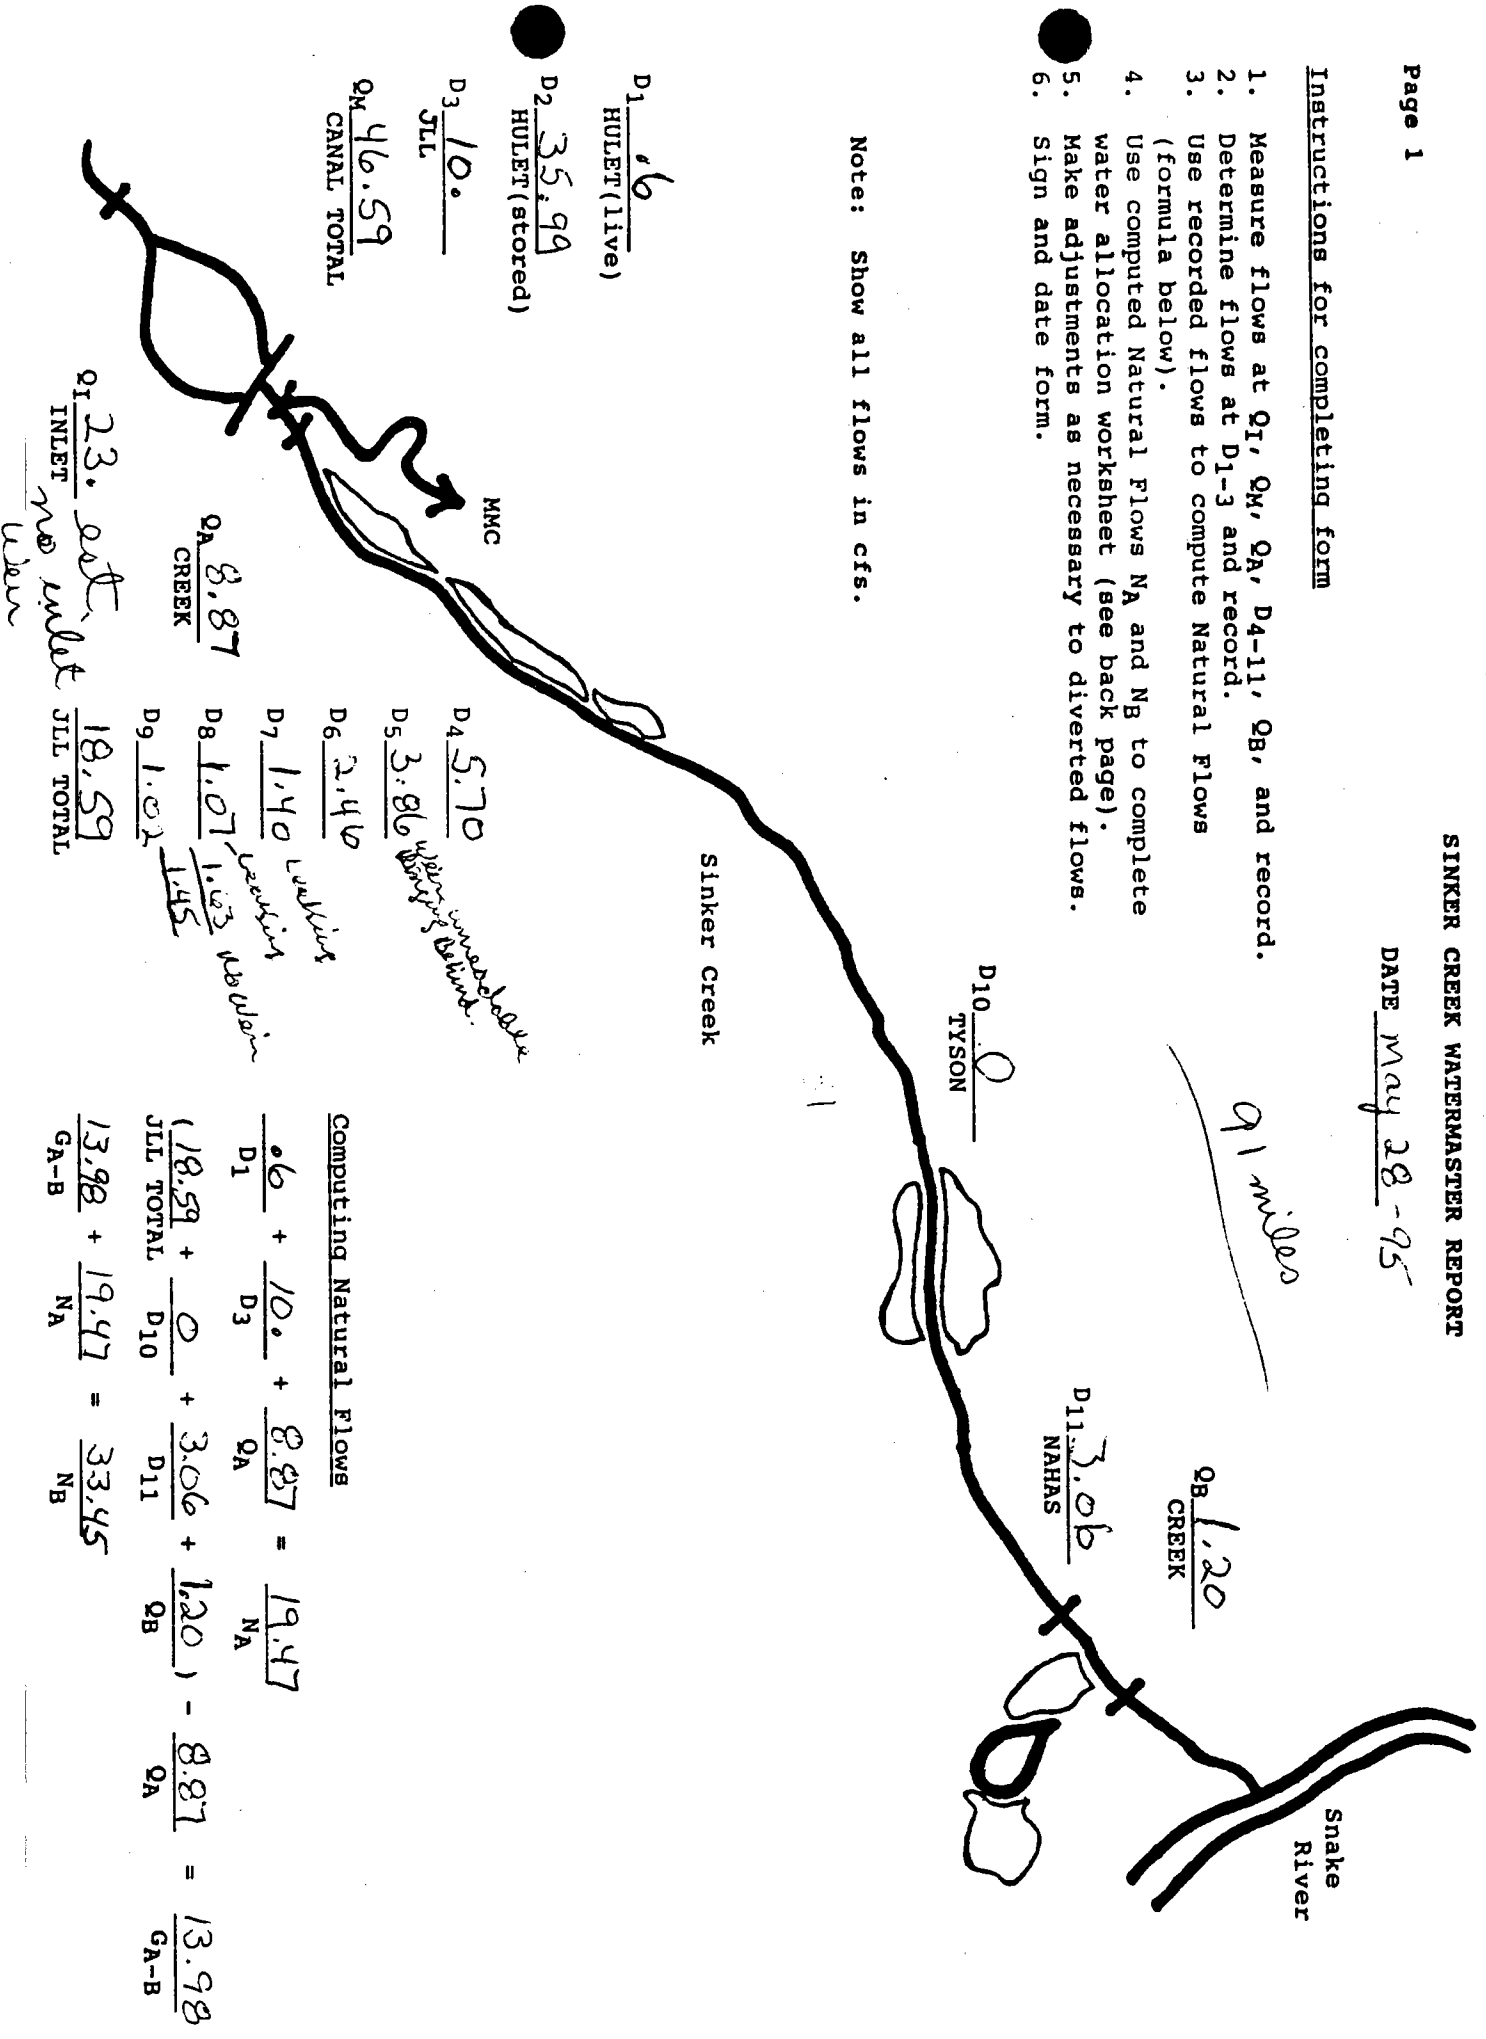 Page 1
SINKER CREEK WATERMASTER REPORT
DATE May 28-95
Instructions for completing form
91 miles
1. Measure flows at QI, QM, QA, D4-11, QB, and record.
2. Determine flows at D1-3 and record.
3. Use recorded flows to compute Natural Flows
(formula below).
4. Use computed Natural Flows NA and NB to complete
water allocation worksheet (see back page).
5. Make adjustments as necessary to diverted flows.
6. Sign and date form.
Note: Show all flows in cfs.
Snake
River
QB 1.20
CREEK
D11 3.06
NAHAS
D10 0
TYSON
Sinker Creek
D1 .6
HULET(live)
D2 35.99
HULET(stored)
D3 10.
JLL
QM 46.59
CANAL TOTAL
MMC
QA 8.87
CREEK
QI 23. est.
INLET
no inlet
weir
D4 5.70
D5 3.86 Weir
Behind.
D6 2.46
D7 1.40 Leaking
D8 1.07 Leaking
1.63 no weir
D9 1.02 1.45
18.59
JLL TOTAL
Computing Natural Flows
.6 + 10. + 8.87 = 19.47
D1 D3 QA NA
(18.59 + 0 + 3.06 + 1.20) - 8.87 = 13.98
JLL TOTAL D10 D11 QB QA GA-B
13.98 + 19.47 = 33.45
GA-B NA NB